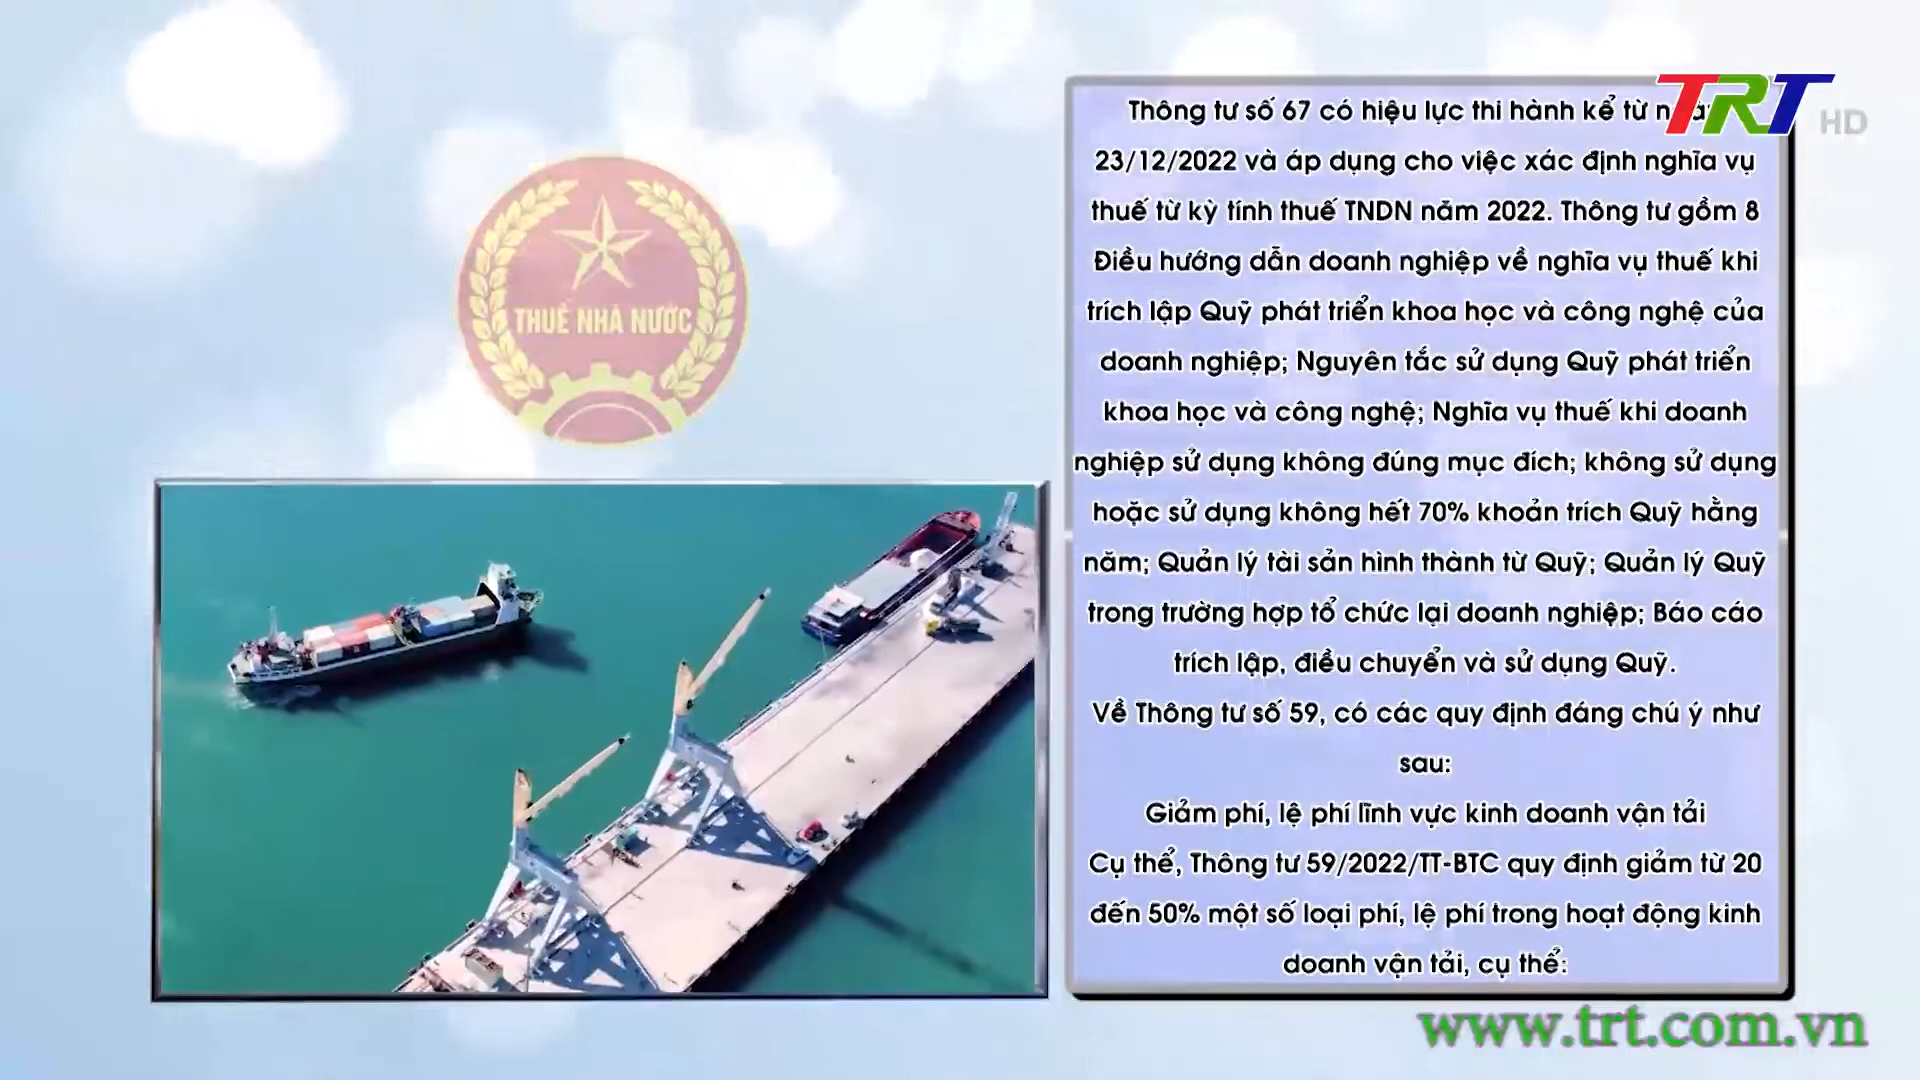 TRT HD
Thông tư số 67 có hiệu lực thi hành kể từ
23/12/2022 và áp dụng cho việc xác định nghĩa vụ
thuế từ kỳ tính thuế TNDN năm 2022. Thông tư gồm 8
Điều hướng dẫn doanh nghiệp về nghĩa vụ thuế khi
trích lập Quỹ phát triển khoa học và công nghệ của
doanh nghiệp; Nguyên tắc sử dụng Quỹ phát triển
khoa học và công nghệ; Nghĩa vụ thuế khi doanh
nghiệp sử dụng không đúng mục đích; không sử dụng
hoặc sử dụng không hết 70% khoản trích Quỹ hằng
năm; Quản lý tài sản hình thành từ Quỹ; Quản lý Quỹ
trong trường hợp tổ chức lại doanh nghiệp; Báo cáo
trích lập, điều chuyển và sử dụng Quỹ.
Về Thông tư số 59, có các quy định đáng chú ý như
sau:
Giảm phí, lệ phí lĩnh vực kinh doanh vận tải
Cụ thể, Thông tư 59/2022/TT-BTC quy định giảm từ 20
đến 50% một số loại phí, lệ phí trong hoạt động kinh
doanh vận tải, cụ thể:
THUẾ NHÀ NƯỚC
www.trt.com.vn